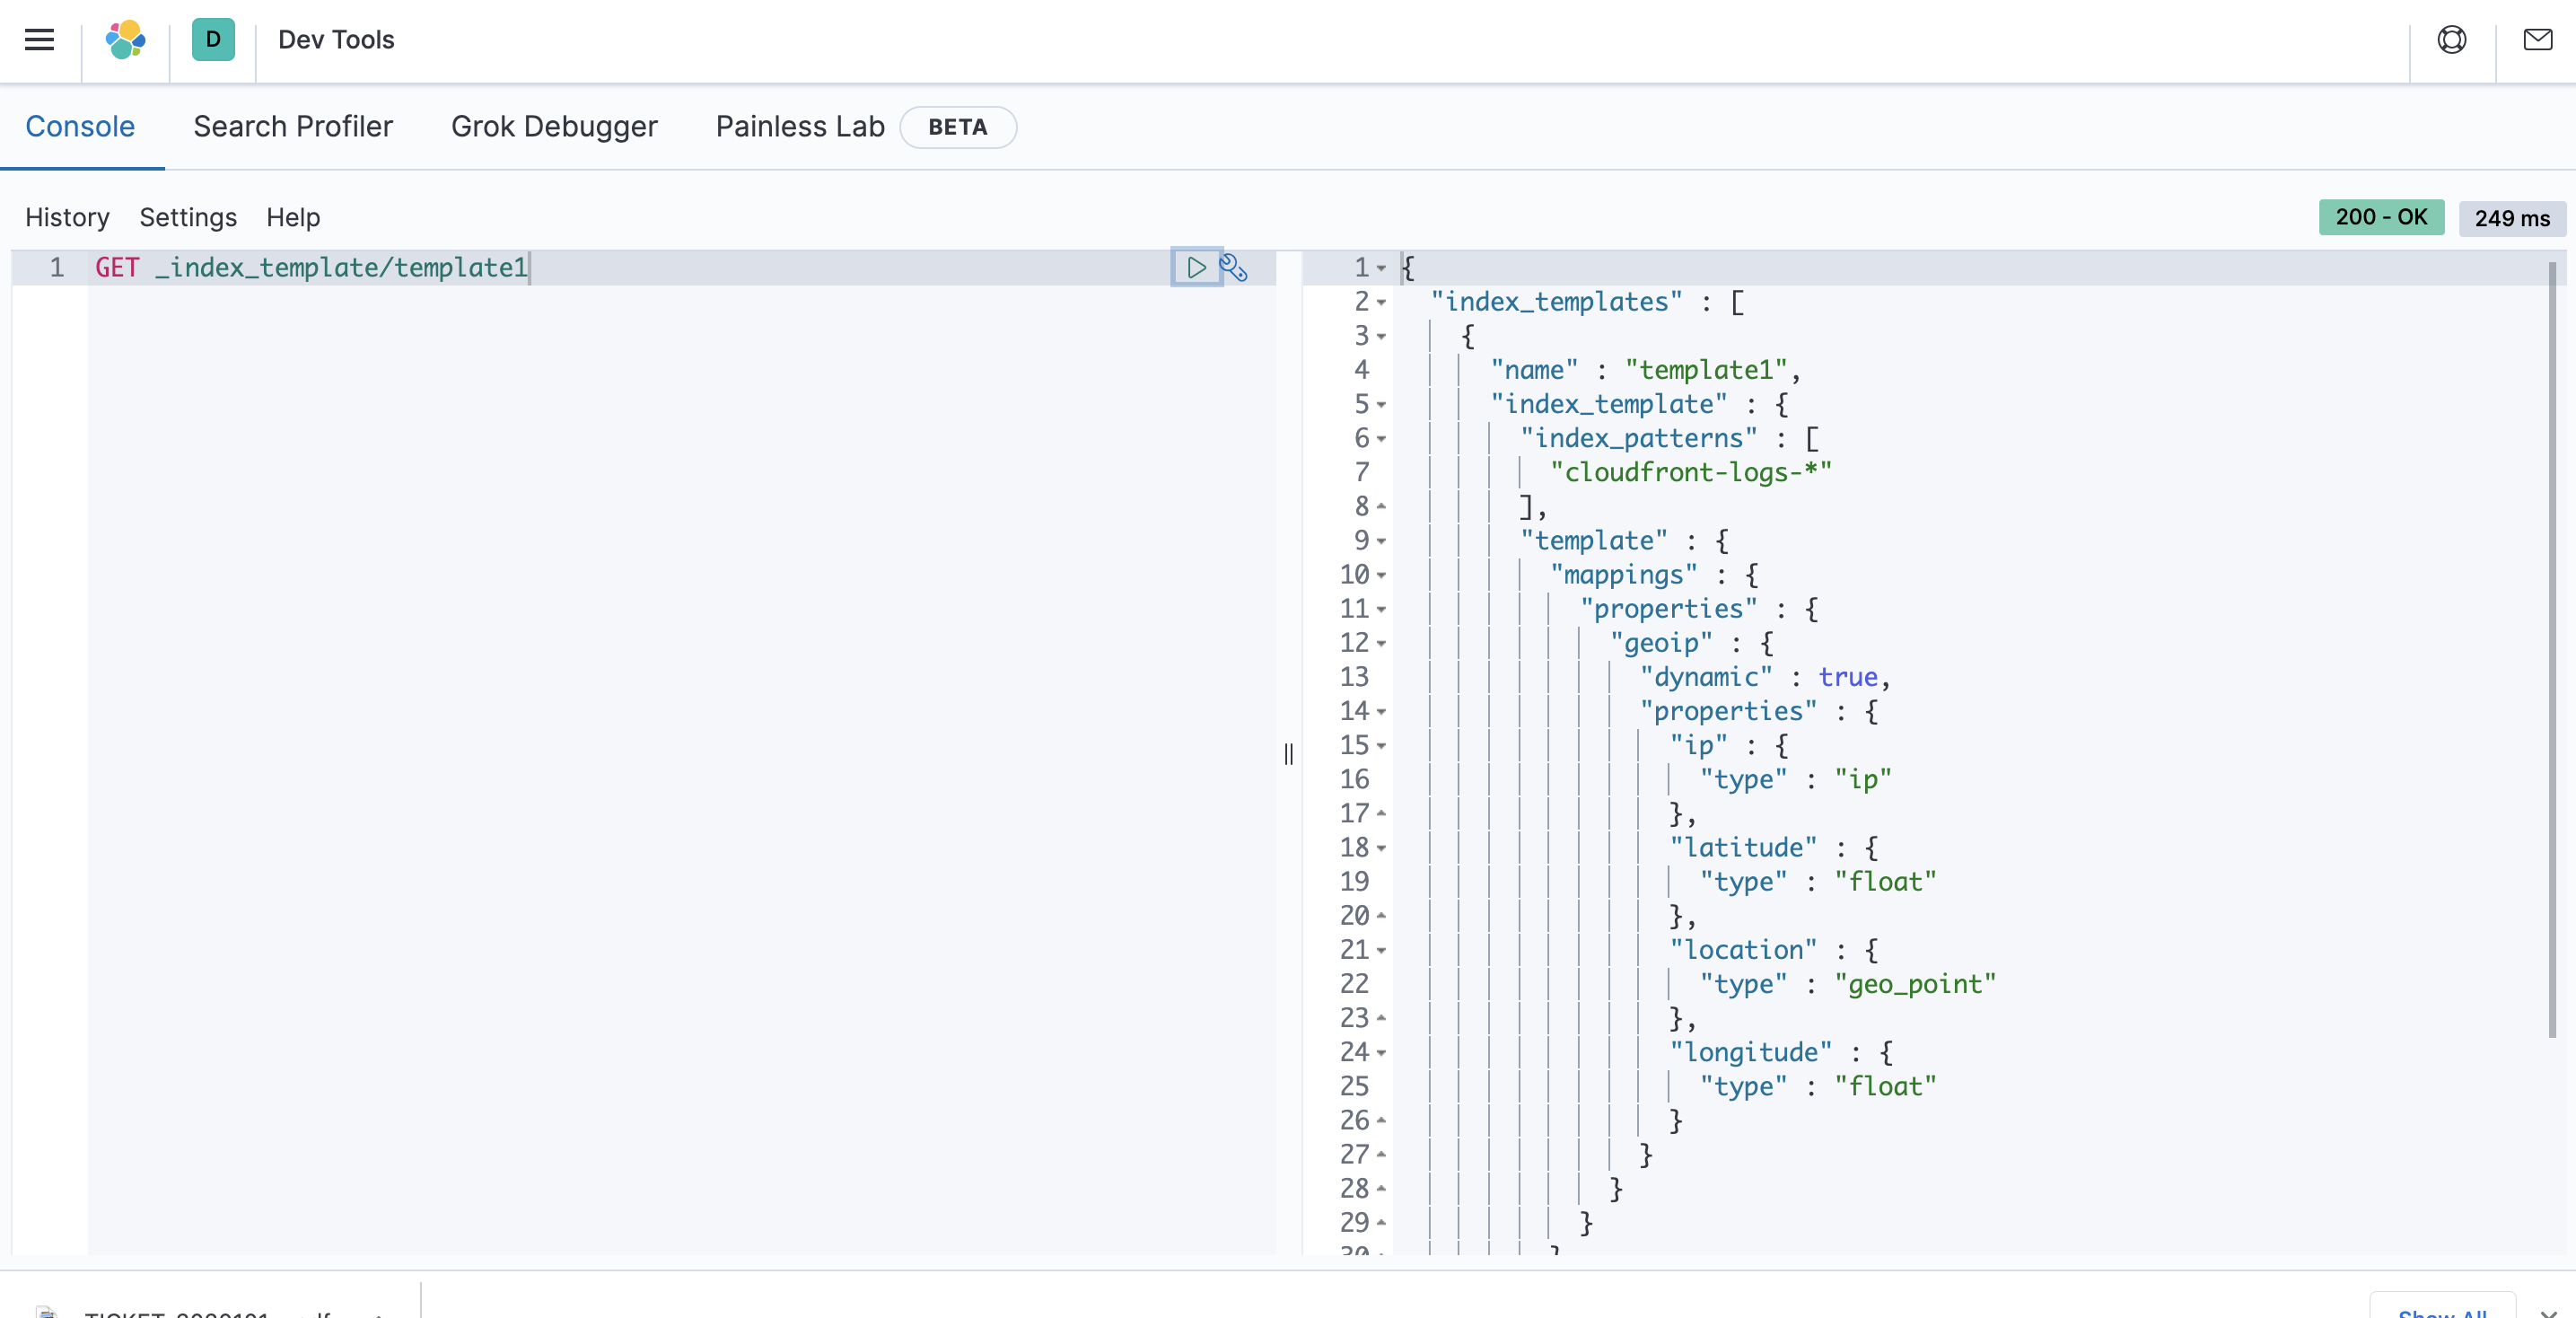 D Dev Tools
Console Search Profiler Grok Debugger Painless Lab BETA
History Settings Help
200 - OK 249 ms
1 GET _index_template/template1
1 {
2 "index_templates" : [
3 {
4 "name" : "template1",
5 "index_template" : {
6 "index_patterns" : [
7 "cloudfront-logs-*"
8 ],
9 "template" : {
10 "mappings" : {
11 "properties" : {
12 "geoip" : {
13 "dynamic" : true,
14 "properties" : {
15 "ip" : {
16 "type" : "ip"
17 },
18 "latitude" : {
19 "type" : "float"
20 },
21 "location" : {
22 "type" : "geo_point"
23 },
24 "longitude" : {
25 "type" : "float"
26 }
27 }
28 }
29 }
30 }
Show All